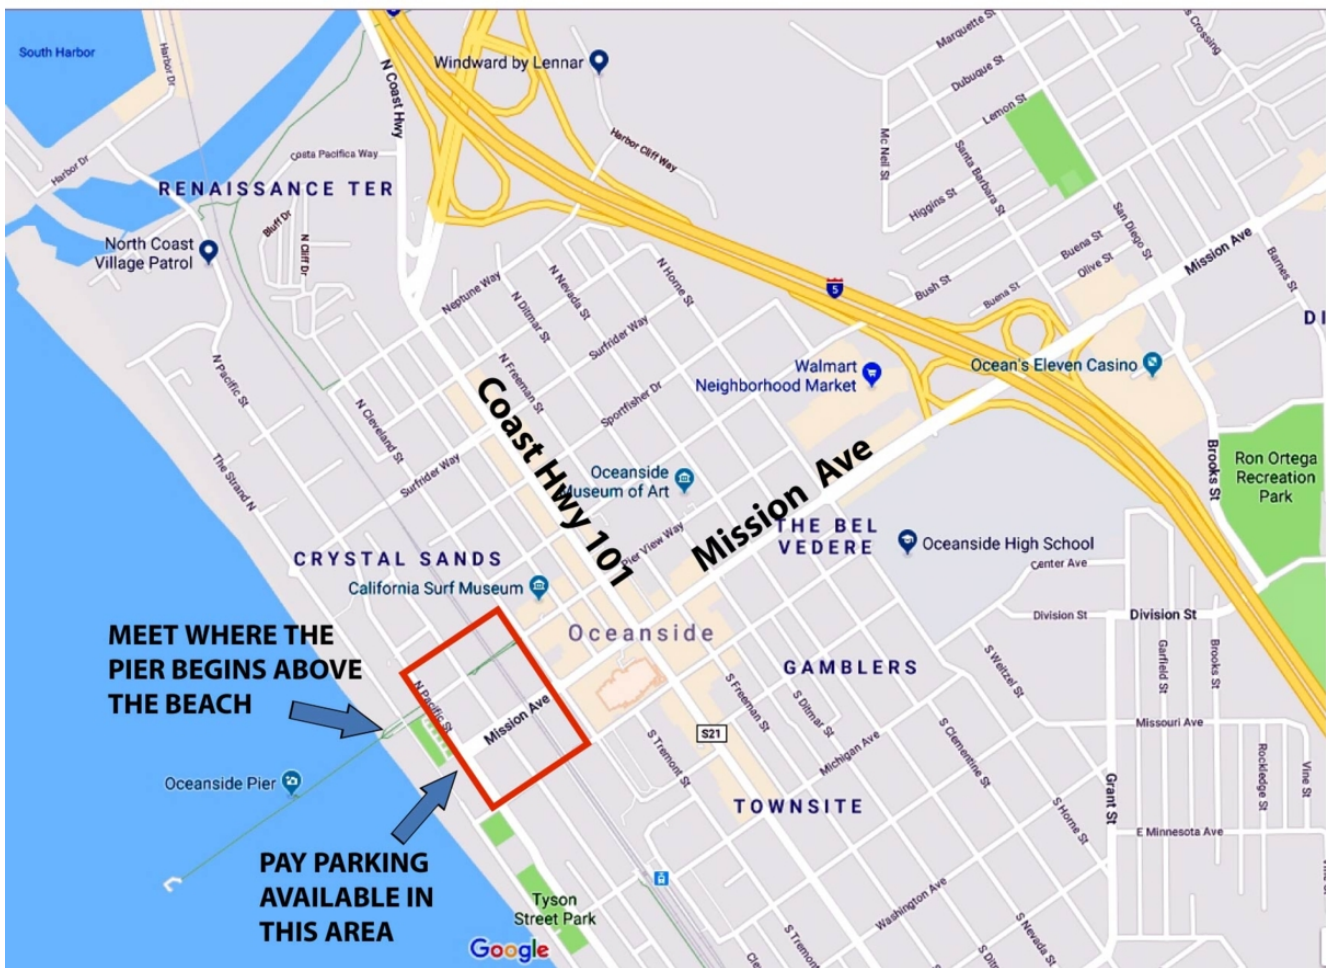 South Harbor
Harbor Dr
N Coast Hwy
Windward by Lennar
Marquette St
Crossing
Dubuque St
Lemon St
Mc Neil St
Harbor Dr
Costa Pacifica Way
Harbor Cliff Way
Santa Barbara St
RENAISSANCE TER
Higgins St
San Diego St
Bluff Dr
N Cliff Dr
North Coast
Village Patrol
Buena St
Mission Ave
Barnes St
Olive St
Neptune Way
N Nevada St
N Horne St
Bush St
Buena St
5
N Ditmar St
Surfrider Way
DI
N Pacific St
N Freeman St
Walmart
Neighborhood Market
Ocean's Eleven Casino
Sportfisher Dr
N Cleveland St
Coast Hwy 101
Mission Ave
Brooks St
The Strand N
Surfrider Way
Oceanside
Museum of Art
Ron Ortega
Recreation
Park
Pier View Way
THE BEL
VEDERE
Oceanside High School
CRYSTAL SANDS
California Surf Museum
Center Ave
Division St
Division St
MEET WHERE THE
PIER BEGINS ABOVE
THE BEACH
Oceanside
GAMBLERS
S Weitzel St
Garfield St
Brooks St
N Pacific St
Mission Ave
S Freeman St
S Ditmar St
S21
S Tremont St
Michigan Ave
S Clementine St
Missouri Ave
Rockledge St
Vine St
Oceanside Pier
TOWNSITE
Grant St
S Horne St
E Minnesota Ave
PAY PARKING
AVAILABLE IN
THIS AREA
Tyson
Street Park
Washington Ave
S Nevada St
S Tremont
S Dit
Cle
Google